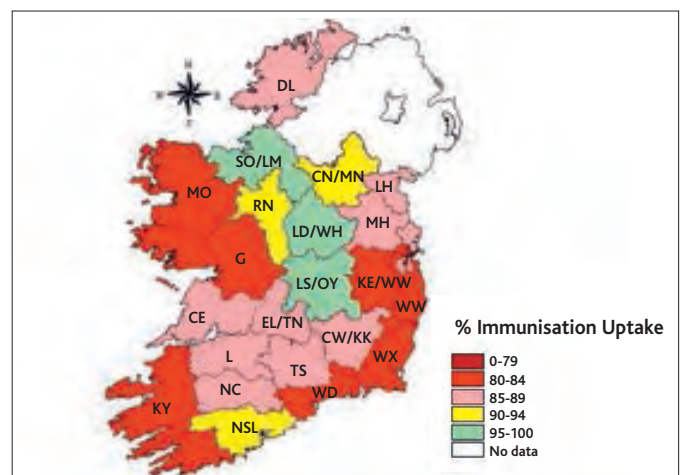 DL
SO/LM
CN/MN
MO
LH
RN
MH
LD/WH
G
LS/OY
KE/WW
WW
CE
EL/TN
CW/KK
L
WX
TS
NC
WD
KY
NSL
% Immunisation Uptake
0-79
80-84
85-89
90-94
95-100
No data